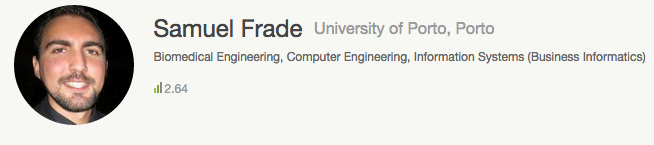 Samuel Frade University of Porto, Porto
Biomedical Engineering, Computer Engineering, Information Systems (Business Informatics)
2.64